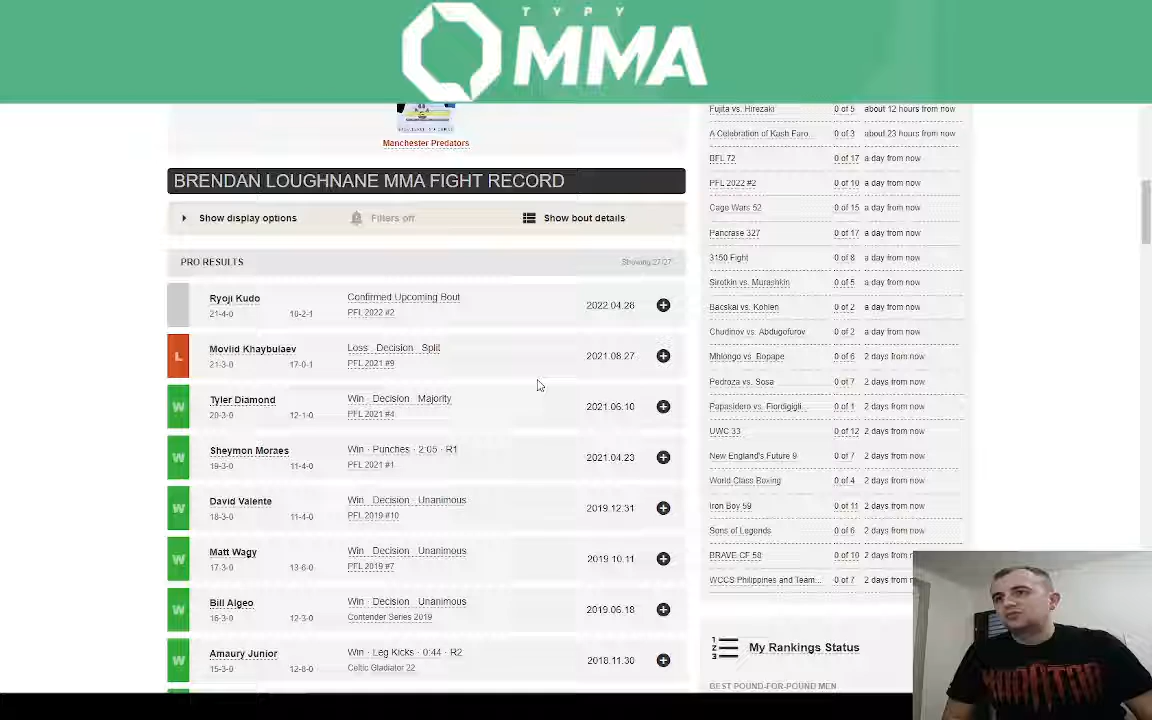 TYPY
MMA
Manchester Predators
BRENDAN LOUGHNANE MMA FIGHT RECORD
Show display options
Filters off
Show bout details
PRO RESULTS
Showing 27/27
Ryoji Kudo
Confirmed Upcoming Bout
21-4-0
10-2-1
PFL 2022 #2
2022.04.28
L
Movlid Khaybulaev
Loss Decision Split
21-3-0
17-0-1
PFL 2021 #9
2021.08.27
W
Tyler Diamond
Win Decision Majority
20-3-0
12-1-0
PFL 2021 #4
2021.06.10
W
Sheymon Moraes
Win · Punches · 2:05 · R1
19-3-0
11-4-0
PFL 2021 #1
2021.04.23
W
David Valente
Win · Decision · Unanimous
18-3-0
11-4-0
PFL 2019 #10
2019.12.31
W
Matt Wagy
Win Decision Unanimous
17-3-0
PFL 2019 #7
2019.10.11
W
Bill Algeo
Win Decision Unanimous
16-3-0
12-3-0
Contender Series 2019
2019.06.18
W
Amaury Junior
Win · Leg Kicks · 0:44 · R2
15-3-0
Celtic Gladiator 22
2018.11.30
Fujita vs. Hirezaki 0 of 5 about 12 hours from now
A Celebration of Kash Faro... 0 of 3 about 23 hours from now
BFL 72 0 of 17 a day from now
PFL 2022 #2 0 of 10 a day from now
Cage Wars 52 0 of 15 a day from now
Pancrase 327 0 of 17 a day from now
3150 Fight 0 of 8 a day from now
Sirotkin vs. Murashkin 0 of 5 a day from now
Bacskai vs. Kohlen 0 of 2 a day from now
Chudinov vs. Abdugofurov 0 of 2 a day from now
Mhlongo vs. Bopape 0 of 6 2 days from now
Pedroza vs. Sosa 0 of 7 2 days from now
Papasidero vs. Fiordigigli... 0 of 1 2 days from now
UWC 33 0 of 12 2 days from now
New England's Future 9 0 of 7 2 days from now
World Class Boxing 0 of 4 2 days from now
Iron Boy 59 0 of 11 2 days from now
Sons of Legends 0 of 6 2 days from now
BRAVE CF 58 0 of 10 2 days
WCCS Philippines and Team... 0 of 7 2 days
1
2
3
My Rankings Status
BEST POUND-FOR-POUND MEN